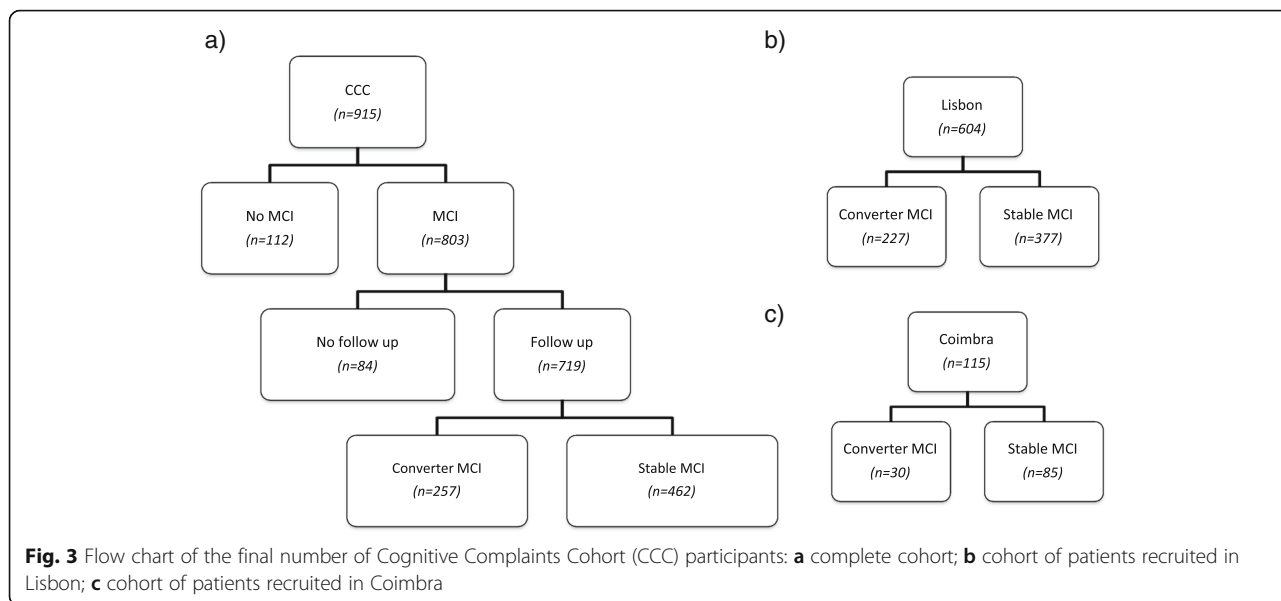 a)
CCC
(n=915)
No MCI
(n=112)
MCI
(n=803)
No follow up
(n=84)
Follow up
(n=719)
Converter MCI
(n=257)
Stable MCI
(n=462)
b)
Lisbon
(n=604)
Converter MCI
(n=227)
Stable MCI
(n=377)
c)
Coimbra
(n=115)
Converter MCI
(n=30)
Stable MCI
(n=85)
Fig. 3 Flow chart of the final number of Cognitive Complaints Cohort (CCC) participants: a complete cohort; b cohort of patients recruited in
Lisbon; c cohort of patients recruited in Coimbra